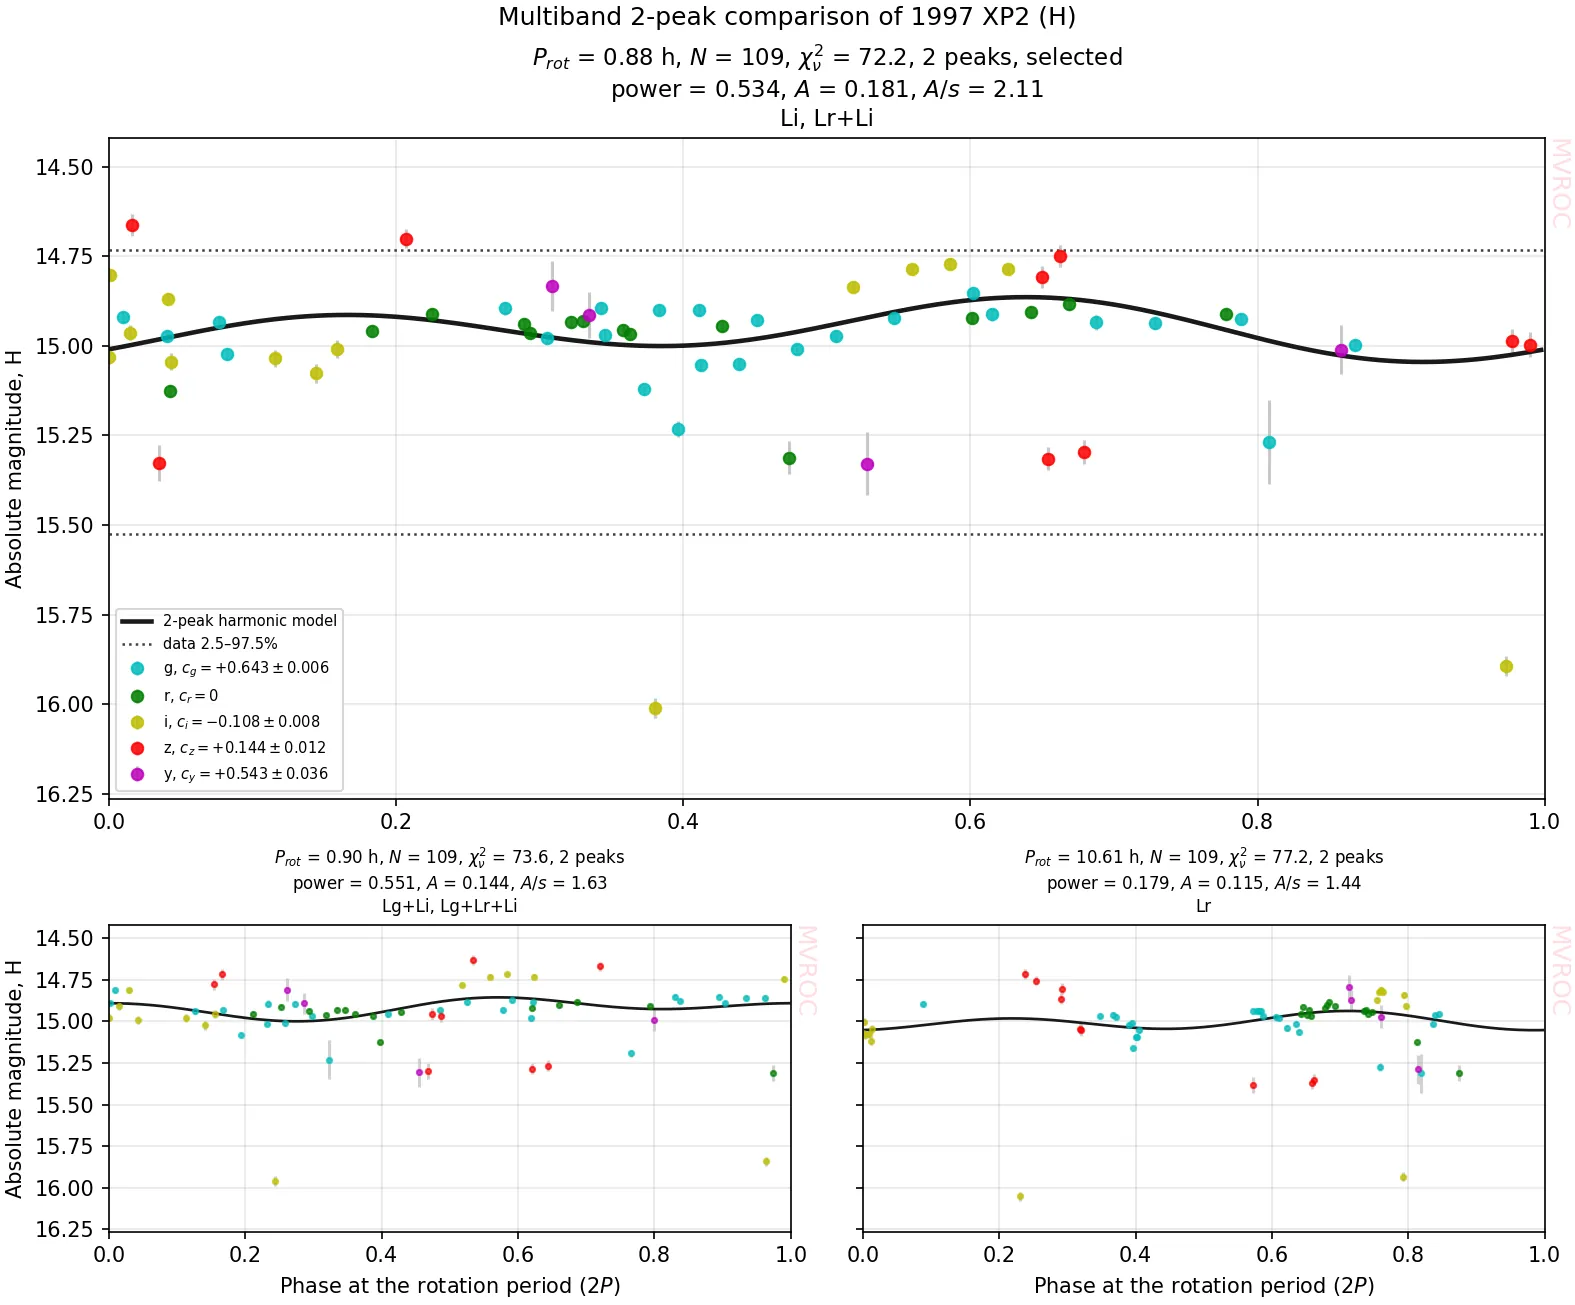 Multiband 2-peak comparison of 1997 XP2 (H)
P_rot = 0.88 h, N = 109, χ²_ν = 72.2, 2 peaks, selected
power = 0.534, A = 0.181, A/s = 2.11
Li, Lr+Li
14.50
14.75
15.00
15.25
15.50
15.75
16.00
16.25
Absolute magnitude, H
2-peak harmonic model
data 2.5–97.5%
g, c_g = +0.643 ± 0.006
r, c_r = 0
i, c_i = −0.108 ± 0.008
z, c_z = +0.144 ± 0.012
y, c_y = +0.543 ± 0.036
0.0 0.2 0.4 0.6 0.8 1.0
MVROC
P_rot = 0.90 h, N = 109, χ²_ν = 73.6, 2 peaks
power = 0.551, A = 0.144, A/s = 1.63
Lg+Li, Lg+Lr+Li
14.50
14.75
15.00
15.25
15.50
15.75
16.00
16.25
Absolute magnitude, H
0.0 0.2 0.4 0.6 0.8 1.0
Phase at the rotation period (2P)
MVROC
P_rot = 10.61 h, N = 109, χ²_ν = 77.2, 2 peaks
power = 0.179, A = 0.115, A/s = 1.44
Lr
0.0 0.2 0.4 0.6 0.8 1.0
Phase at the rotation period (2P)
MVROC